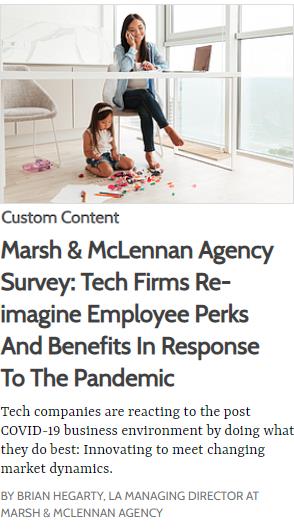 Custom Content
Marsh & McLennan Agency
Survey: Tech Firms Re-
imagine Employee Perks
And Benefits In Response
To The Pandemic
Tech companies are reacting to the post
COVID-19 business environment by doing what
they do best: Innovating to meet changing
market dynamics.
BY BRIAN HEGARTY, LA MANAGING DIRECTOR AT
MARSH & MCLENNAN AGENCY